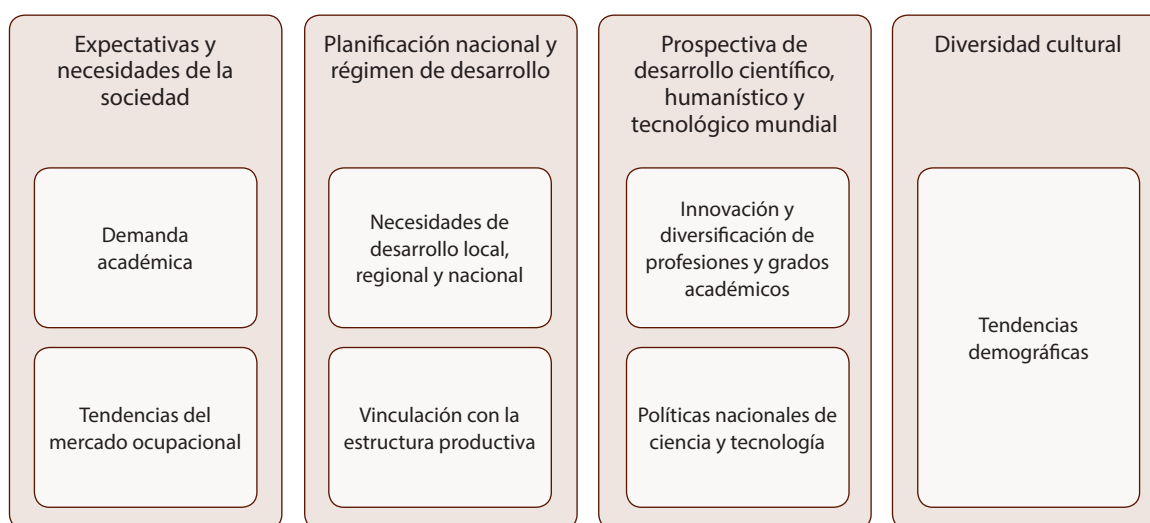 Expectativas y
necesidades de la
sociedad
Demanda
académica
Tendencias del
mercado ocupacional
Planificación nacional y
régimen de desarrollo
Necesidades de
desarrollo local,
regional y nacional
Vinculación con la
estructura productiva
Prospectiva de
desarrollo científico,
humanístico y
tecnológico mundial
Innovación y
diversificación de
profesiones y grados
académicos
Políticas nacionales de
ciencia y tecnología
Diversidad cultural
Tendencias
demográficas